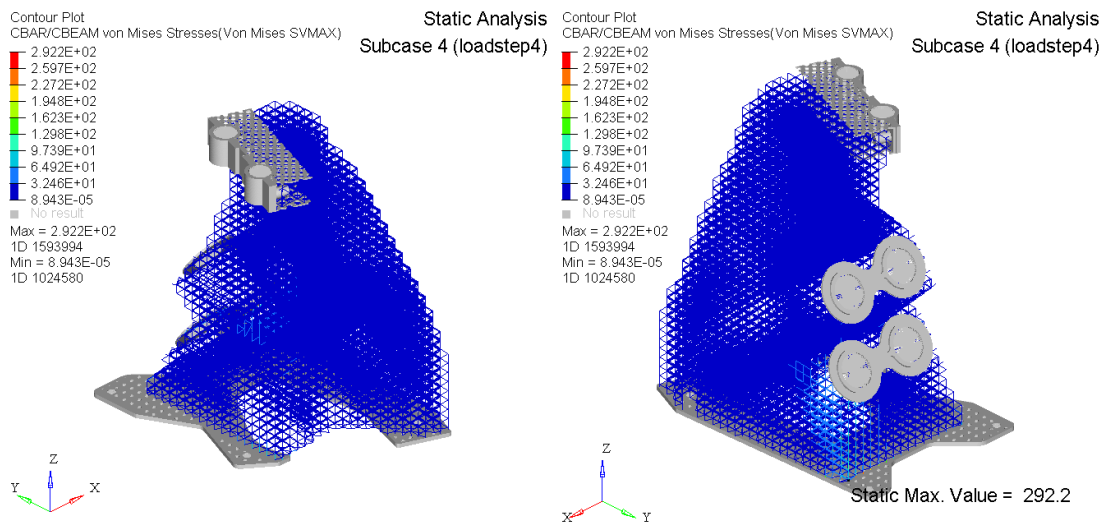 Contour Plot
CBAR/CBEAM von Mises Stresses(Von Mises SVMAX)
2.922E+02
2.597E+02
2.272E+02
1.948E+02
1.623E+02
1.298E+02
9.739E+01
6.492E+01
3.246E+01
8.943E-05
No result
Max = 2.922E+02
1D 1593994
Min = 8.943E-05
1D 1024580
Static Analysis
Subcase 4 (loadstep4)
Z
Y
X
Contour Plot
CBAR/CBEAM von Mises Stresses(Von Mises SVMAX)
2.922E+02
2.597E+02
2.272E+02
1.948E+02
1.623E+02
1.298E+02
9.739E+01
6.492E+01
3.246E+01
8.943E-05
No result
Max = 2.922E+02
1D 1593994
Min = 8.943E-05
1D 1024580
Static Analysis
Subcase 4 (loadstep4)
Z
X
Y
Static Max. Value = 292.2